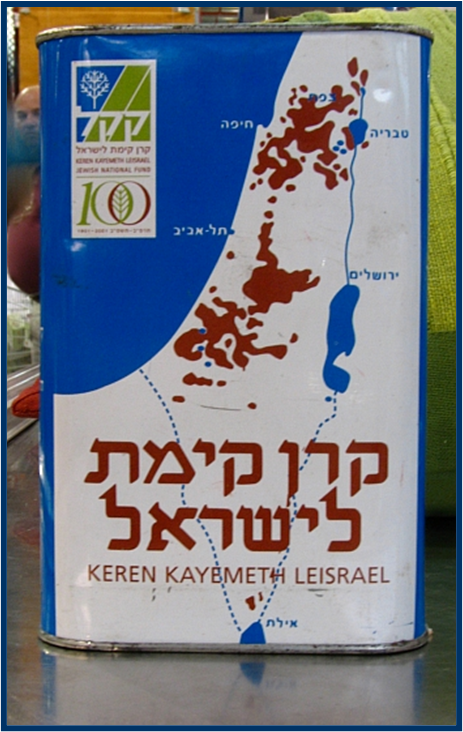 קקל
קרן קימת לישראל
KEREN KAYEMETH LEISRAEL
JEWISH NATIONAL FUND
100
צפת
חיפה
טבריה
תל-אביב
ירושלים
קרן קימת
לישראל
KEREN KAYEMETH LEISRAEL
אילת